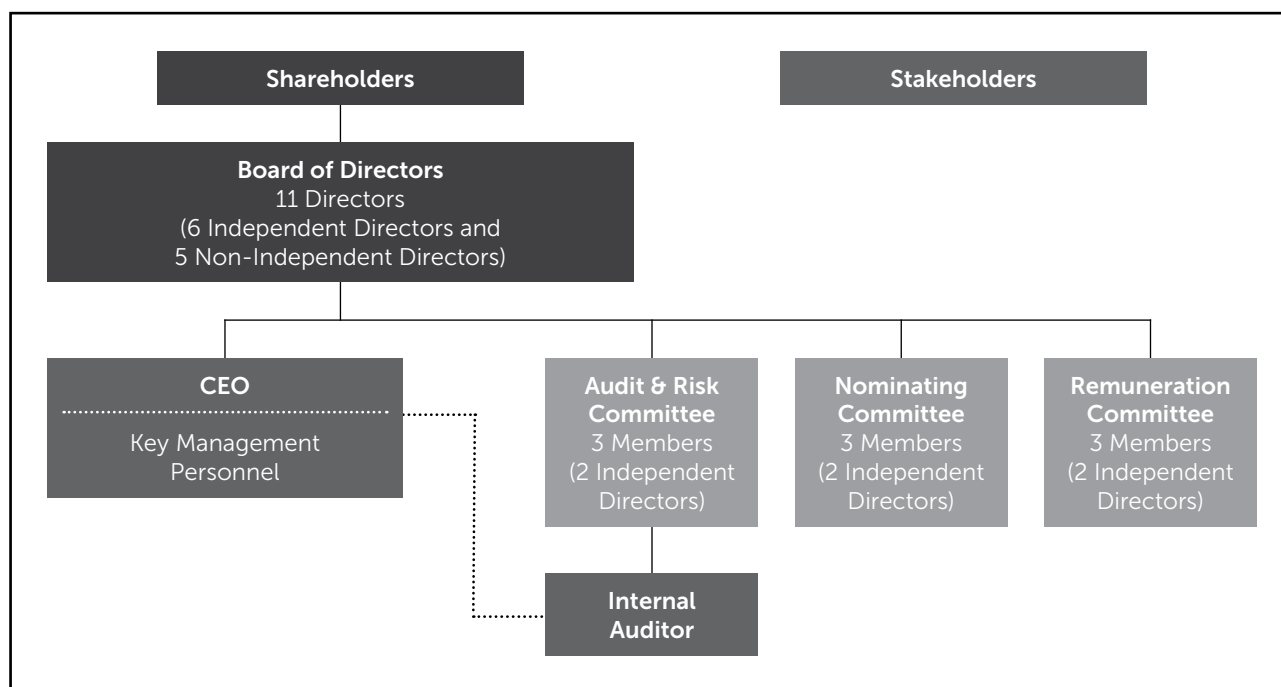 Shareholders
Stakeholders
Board of Directors
11 Directors
(6 Independent Directors and
5 Non-Independent Directors)
CEO
Key Management
Personnel
Audit & Risk
Committee
3 Members
(2 Independent
Directors)
Nominating
Committee
3 Members
(2 Independent
Directors)
Remuneration
Committee
3 Members
(2 Independent
Directors)
Internal
Auditor